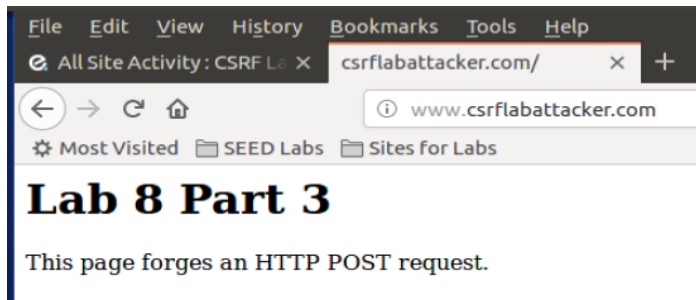 File Edit View History Bookmarks Tools Help
All Site Activity : CSRF La csrflabattacker.com/
www.csrflabattacker.com
Most Visited SEED Labs Sites for Labs
Lab 8 Part 3
This page forges an HTTP POST request.